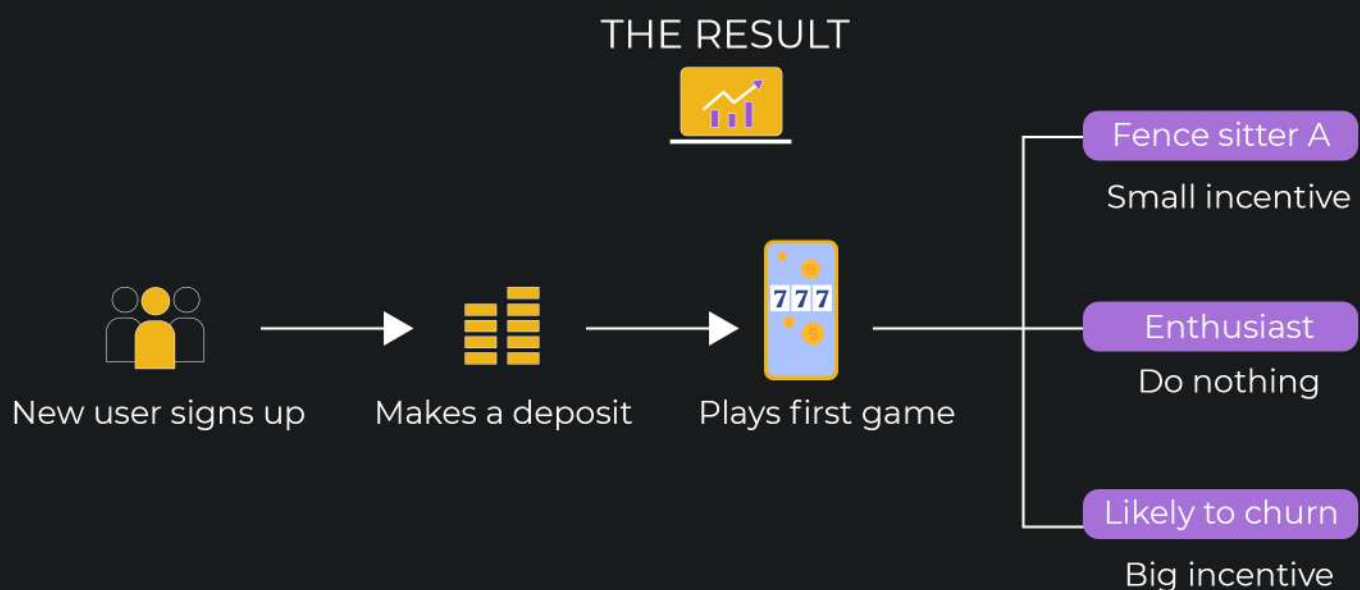 THE RESULT
New user signs up
Makes a deposit
777
Plays first game
Fence sitter A
Small incentive
Enthusiast
Do nothing
Likely to churn
Big incentive